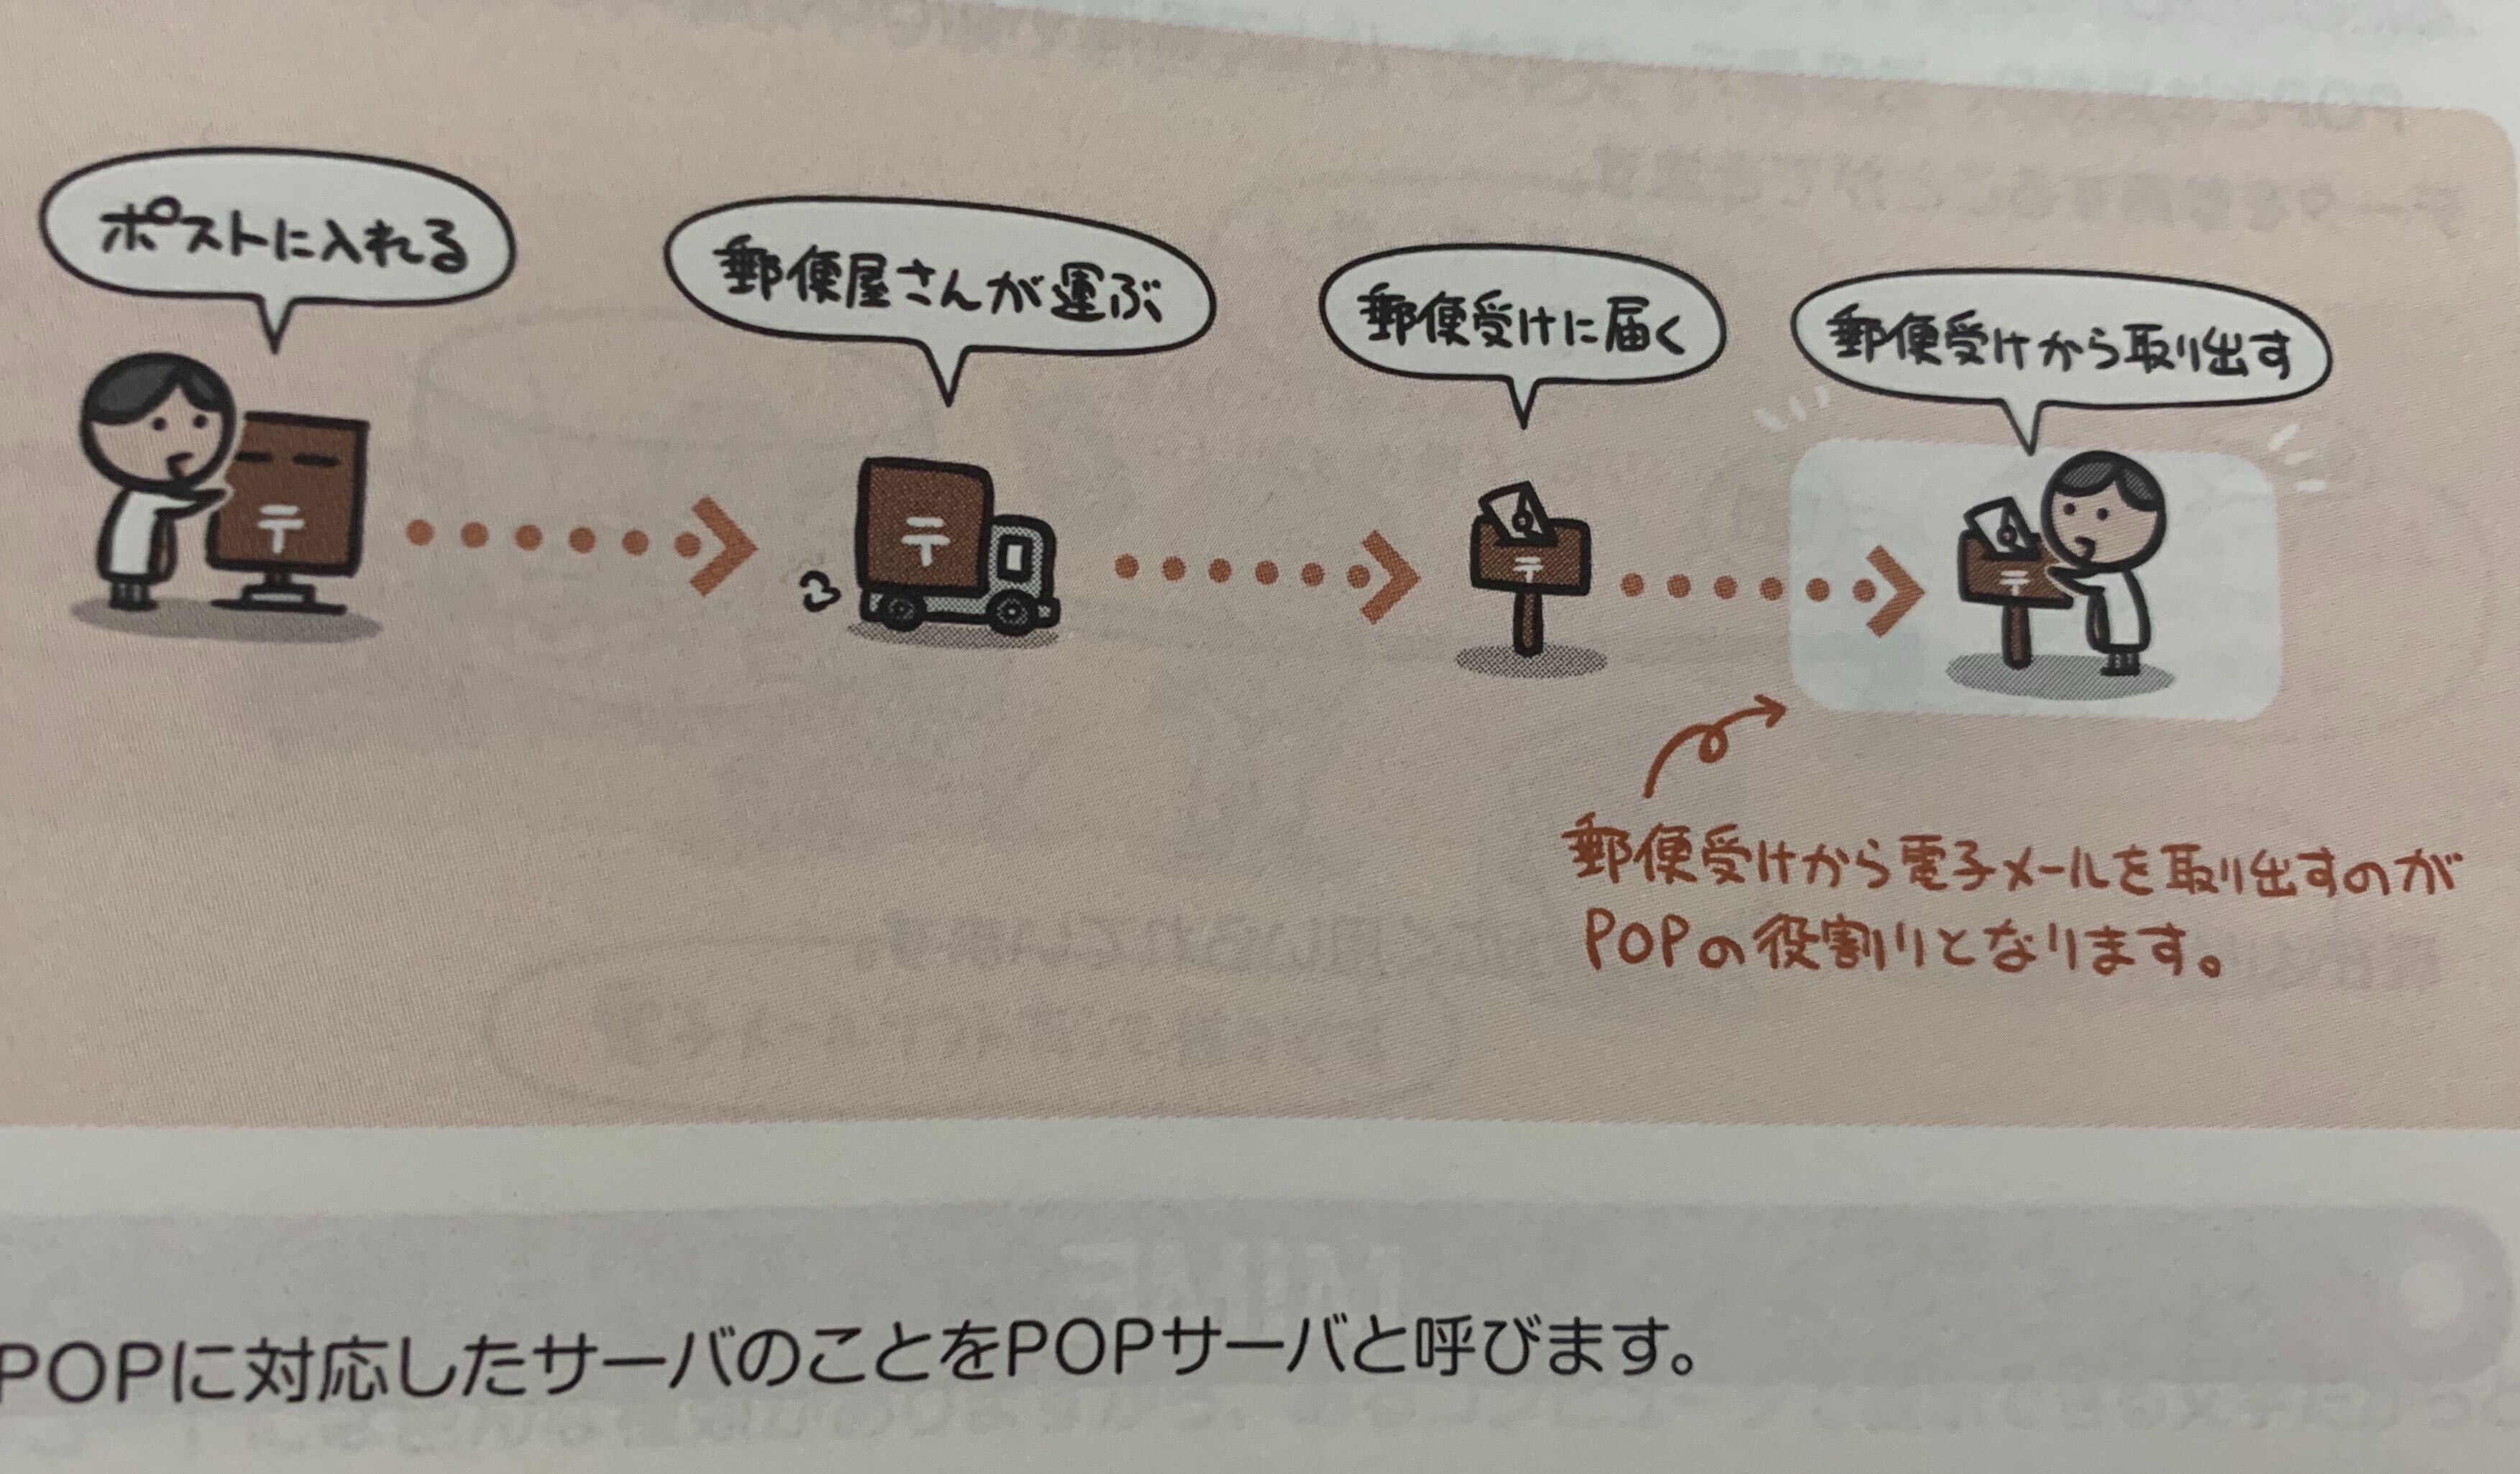 ポストに入れる
郵便屋さんが運ぶ
郵便受けに届く
郵便受けから取り出す
〒
〒
〒
〒
郵便受けから電子メールを取り出すのが
POPの役割りとなります。
POPに対応したサーバのことをPOPサーバと呼びます。